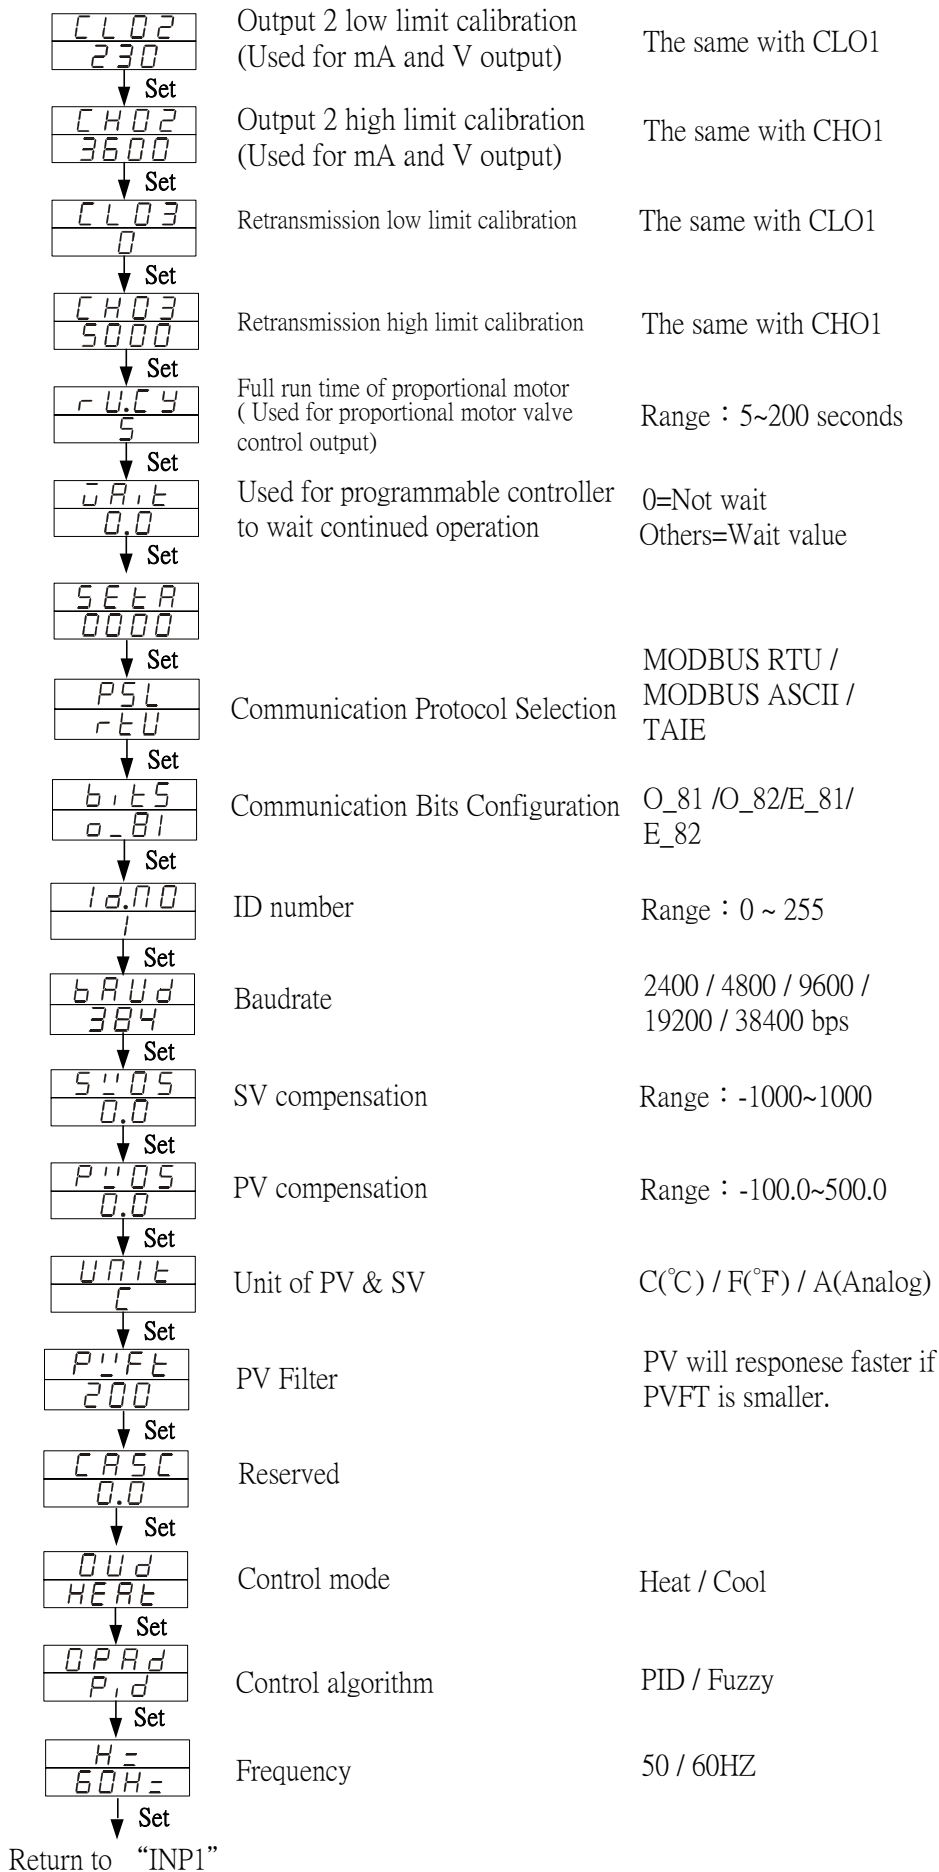 CLO2
230
Output 2 low limit calibration
(Used for mA and V output)
The same with CLO1
Set
CHO2
3600
Output 2 high limit calibration
(Used for mA and V output)
The same with CHO1
Set
CLO3
0
Retransmission low limit calibration
The same with CLO1
Set
CHO3
5000
Retransmission high limit calibration
The same with CHO1
Set
rU.CY
5
Full run time of proportional motor
( Used for proportional motor valve
control output)
Range：5~200 seconds
Set
WAit
0.0
Used for programmable controller
to wait continued operation
0=Not wait
Others=Wait value
Set
SEtA
0000
Set
PSL
rtU
Communication Protocol Selection
MODBUS RTU /
MODBUS ASCII /
TAIE
Set
bitS
o_81
Communication Bits Configuration
O_81 /O_82/E_81/
E_82
Set
Id.NO
1
ID number
Range：0 ~ 255
Set
bAUd
384
Baudrate
2400 / 4800 / 9600 /
19200 / 38400 bps
Set
SVOS
0.0
SV compensation
Range：-1000~1000
Set
PVOS
0.0
PV compensation
Range：-100.0~500.0
Set
UNIt
C
Unit of PV & SV
C(℃) / F(℉) / A(Analog)
Set
PVFt
200
PV Filter
PV will responese faster if
PVFT is smaller.
Set
CASC
0.0
Reserved
Set
OUd
HEAt
Control mode
Heat / Cool
Set
OPAd
Pid
Control algorithm
PID / Fuzzy
Set
HZ
60HZ
Frequency
50 / 60HZ
Set
Return to “INP1”